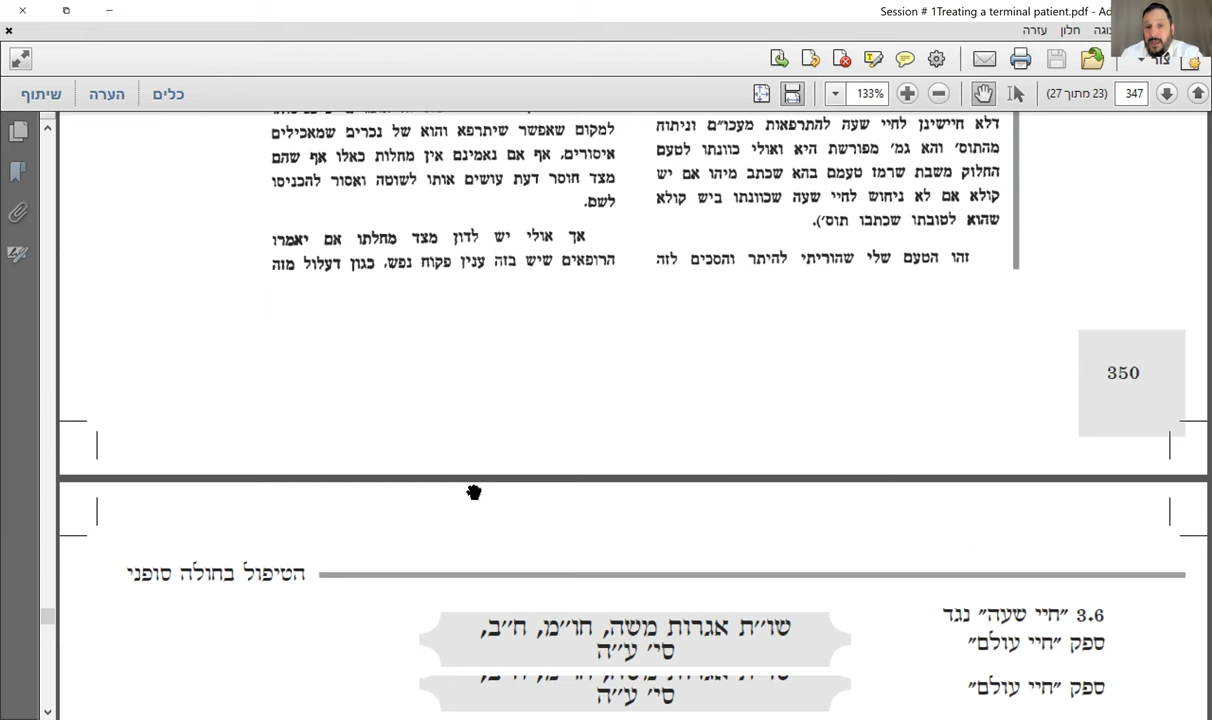 Session # 1Treating a terminal patient.pdf - Ad
חלון עזרה
133%
(23 מתוך 27)
347
כלים
הערה
שיתוף
דלא חיישינן לחיי שעה להתרפאות מעכו״ם וניתוח
מהתוס׳ והא גמ׳ מפורשת היא ואולי כוונתו לטעם
החלוק משבת שרמז טעמם בהא שכתב מיהו אם יש
קולא אם לא ניחוש לחיי שעה שכוונתו ביש קולא
שהוא לטובתו שכתבו תוס׳).
זהו הטעם שלי שהוריתי להיתר והסכים לזה
למקום שאפשר שיתרפא והוא של נכרים שמאכילים
איסורים, אף אם נאמינם אין מחלות כאלו אף שהם
מצד חוסר דעת עושים אותו לשוטה ואסור להכניסו
לשם.
אך אולי יש לדון מצד מחלתו אם יאמרו
הרופאים שיש בזה ענין פקוח נפש, כגון דעלול מזה
350
הטיפול בחולה סופני
3.6 ״חיי שעה״ נגד
ספק ״חיי עולם״
ספק ״חיי עולם״
שו״ת אגרות משה, חו״מ, ח״ב,
סי׳ ע״ה
סי׳ ע״ה